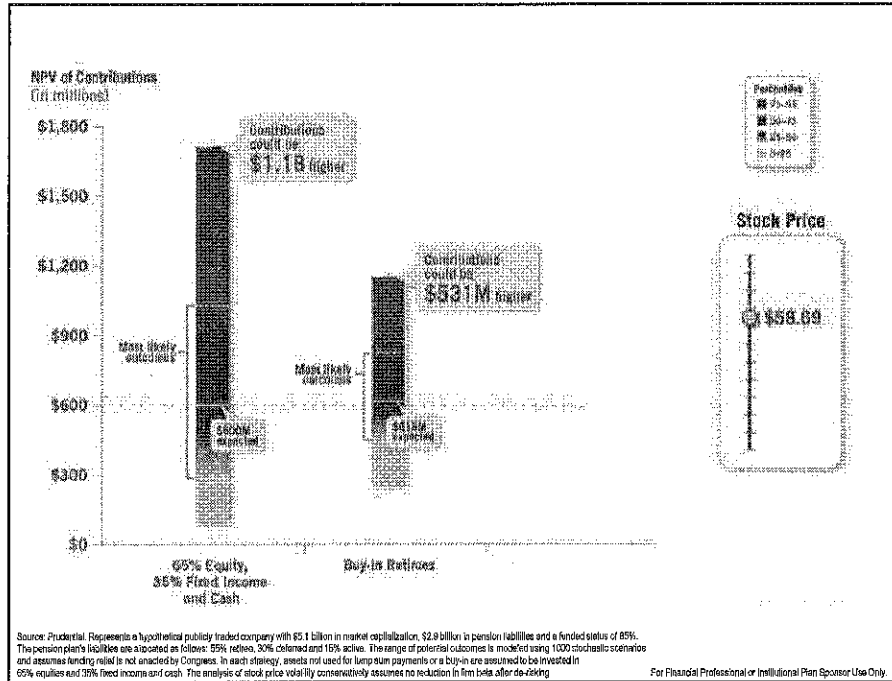 NPV of Contributions
(in millions)
$1,800
$1,500
$1,200
$900
$600
$300
$0
Contributions
could be
$1.1B higher
Most likely
outcomes
$600M
expected
65% Equity,
35% Fixed Income
and Cash
Contributions
could be
$531M higher
Most likely
outcomes
expected
Buy-in Retirees
Percentiles
Stock Price
Source: Prudential. Represents a hypothetical publicly traded company with $5.1 billion in market capitalization, $2.9 billion in pension liabilities and a funded status of 85%.
The pension plan's liabilities are allocated as follows: 55% retiree, 30% deferred and 15% active. The range of potential outcomes is modeled using 1000 stochastic scenarios
and assumes funding relief is not enacted by Congress. In each strategy, assets not used for lump sum payments or a buy-in are assumed to be invested in
65% equities and 35% fixed income and cash. The analysis of stock price volatility conservatively assumes no reduction in firm beta after de-risking
For Financial Professional or Institutional Plan Sponsor Use Only